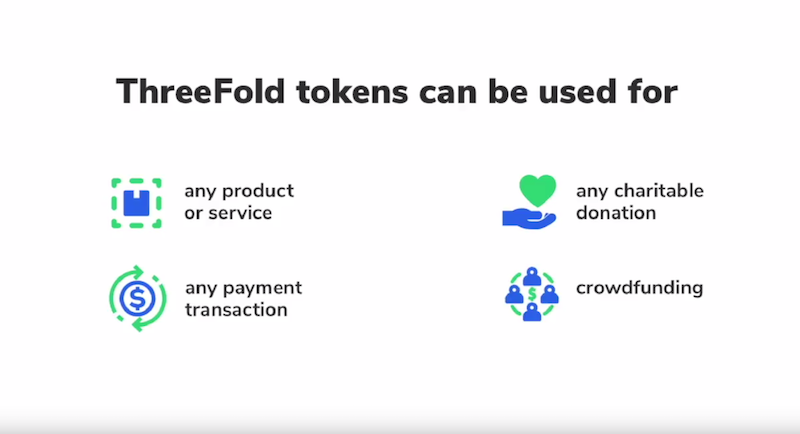 ThreeFold tokens can be used for
any product
or service
any charitable
donation
any payment
transaction
crowdfunding